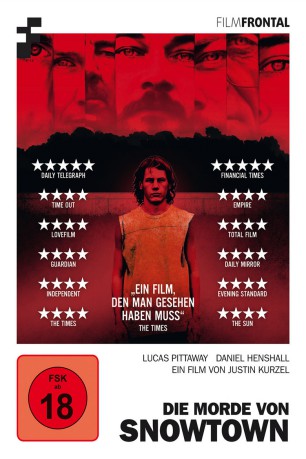 FILMFRONTAL
★★★★★
DAILY TELEGRAPH
★★★★
TIME OUT
★★★★
LOVEFILM
★★★★
GUARDIAN
★★★★
INDEPENDENT
★★★★
THE TIMES
★★★★★
FINANCIAL TIMES
★★★★
EMPIRE
★★★★
TOTAL FILM
★★★★
DAILY MIRROR
★★★★
EVENING STANDARD
★★★★
THE SUN
„EIN FILM,
DEN MAN GESEHEN
HABEN MUSS“
THE TIMES
LUCAS PITTAWAY DANIEL HENSHALL
EIN FILM VON JUSTIN KURZEL
FSK
ab
18
DIE MORDE VON
SNOWTOWN